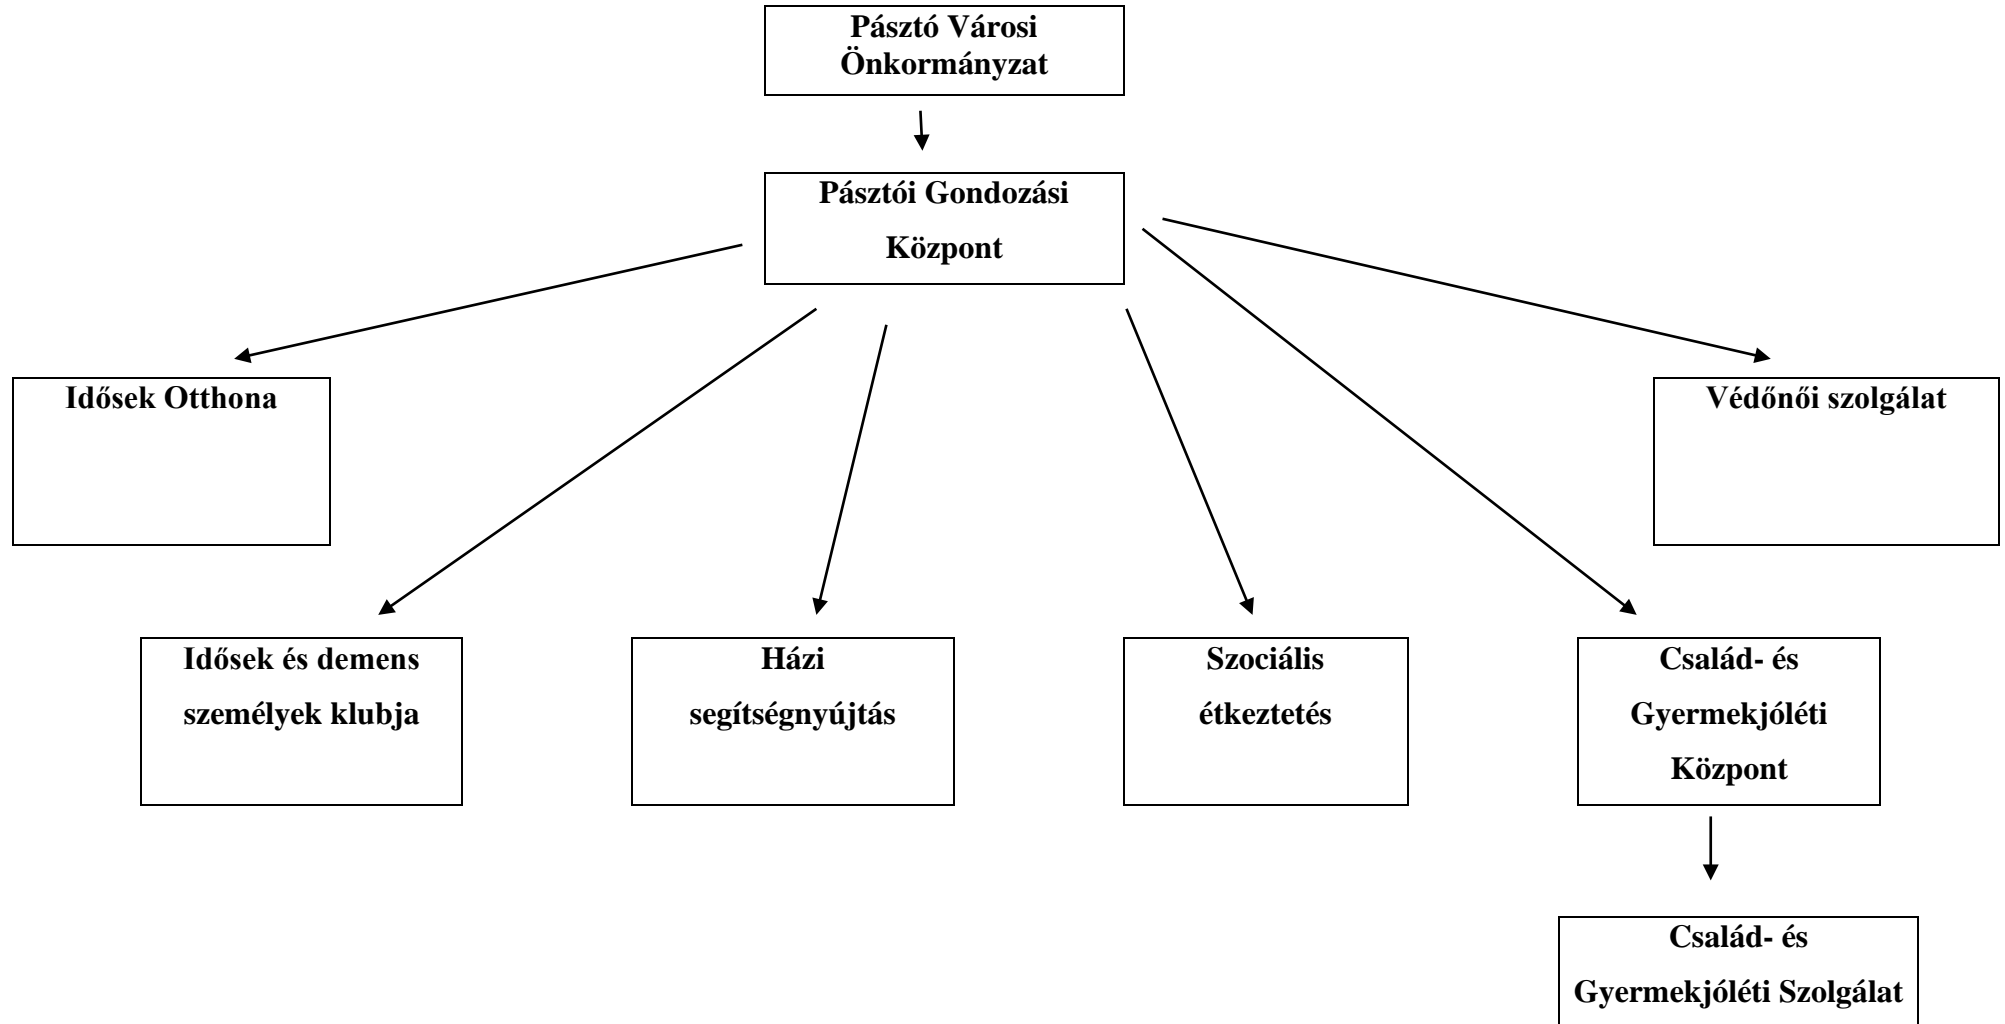 Pásztó Városi
Önkormányzat
Pásztói Gondozási
Központ
Idősek Otthona
Védőnői szolgálat
Idősek és demens
személyek klubja
Házi
segítségnyújtás
Szociális
étkeztetés
Család- és
Gyermekjóléti
Központ
Család- és
Gyermekjóléti Szolgálat